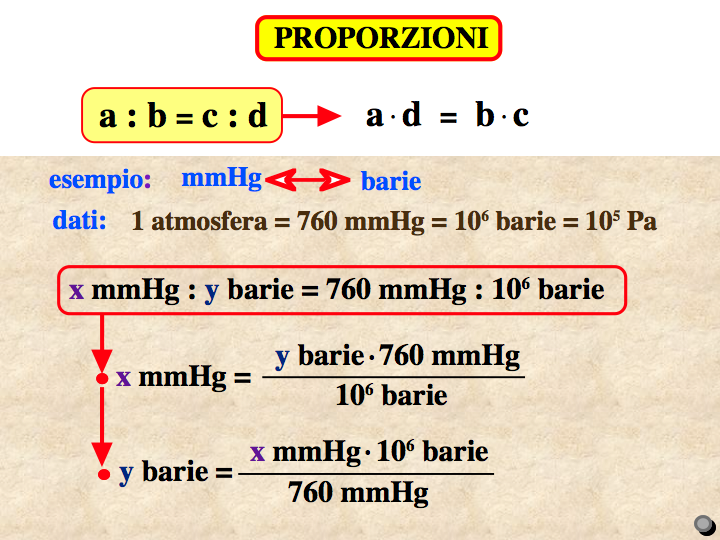 PROPORZIONI
a : b = c : d a · d = b · c
esempio: mmHg barie
dati: 1 atmosfera = 760 mmHg = 10⁶ barie = 10⁵ Pa
x mmHg : y barie = 760 mmHg : 10⁶ barie
y barie · 760 mmHg
x mmHg =
10⁶ barie
x mmHg · 10⁶ barie
y barie =
760 mmHg